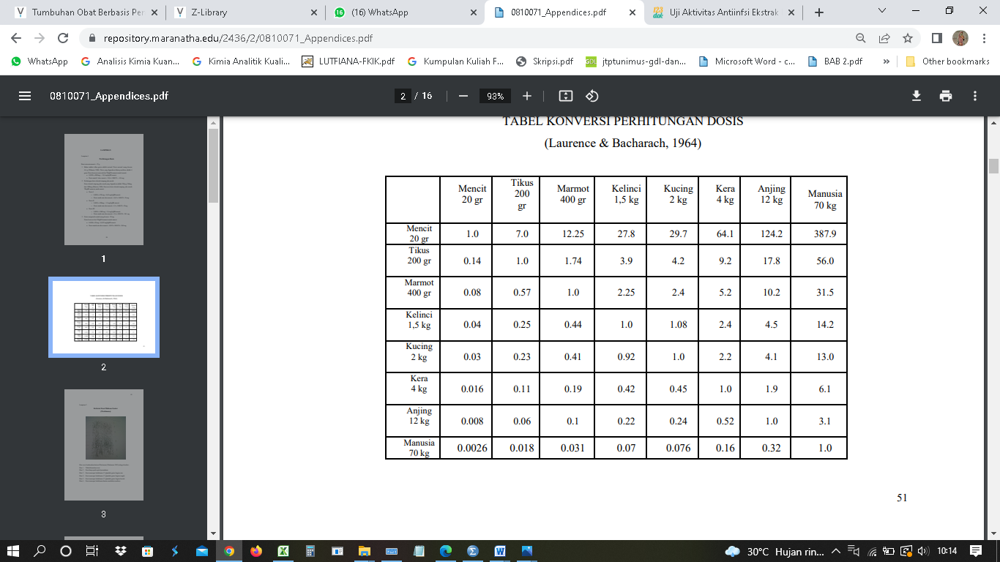 Tumbuhan Obat Berbasis Per
Z-Library
(16) WhatsApp
0810071_Appendices.pdf
Uji Aktivitas Antiinfsi Ekstrak
repository.maranatha.edu/2436/2/0810071_Appendices.pdf
WhatsApp
Analisis Kimia Kuan...
Kimia Analitik Kuali...
LUTFIANA-FKIK.pdf
Kumpulan Kuliah F...
Skripsi.pdf
jtptunimus-gdl-dan...
Microsoft Word - c...
BAB 2.pdf
»
Other bookmarks
0810071_Appendices.pdf
2 / 16
93%
1
2
3
TABEL KONVERSI PERHITUNGAN DOSIS
(Laurence & Bacharach, 1964)
Mencit 20 gr Tikus 200 gr Marmot 400 gr Kelinci 1,5 kg Kucing 2 kg Kera 4 kg Anjing 12 kg Manusia 70 kg
Mencit 20 gr 1.0 7.0 12.25 27.8 29.7 64.1 124.2 387.9
Tikus 200 gr 0.14 1.0 1.74 3.9 4.2 9.2 17.8 56.0
Marmot 400 gr 0.08 0.57 1.0 2.25 2.4 5.2 10.2 31.5
Kelinci 1,5 kg 0.04 0.25 0.44 1.0 1.08 2.4 4.5 14.2
Kucing 2 kg 0.03 0.23 0.41 0.92 1.0 2.2 4.1 13.0
Kera 4 kg 0.016 0.11 0.19 0.42 0.45 1.0 1.9 6.1
Anjing 12 kg 0.008 0.06 0.1 0.22 0.24 0.52 1.0 3.1
Manusia 70 kg 0.0026 0.018 0.031 0.07 0.076 0.16 0.32 1.0
51
30°C Hujan rin...
10:14